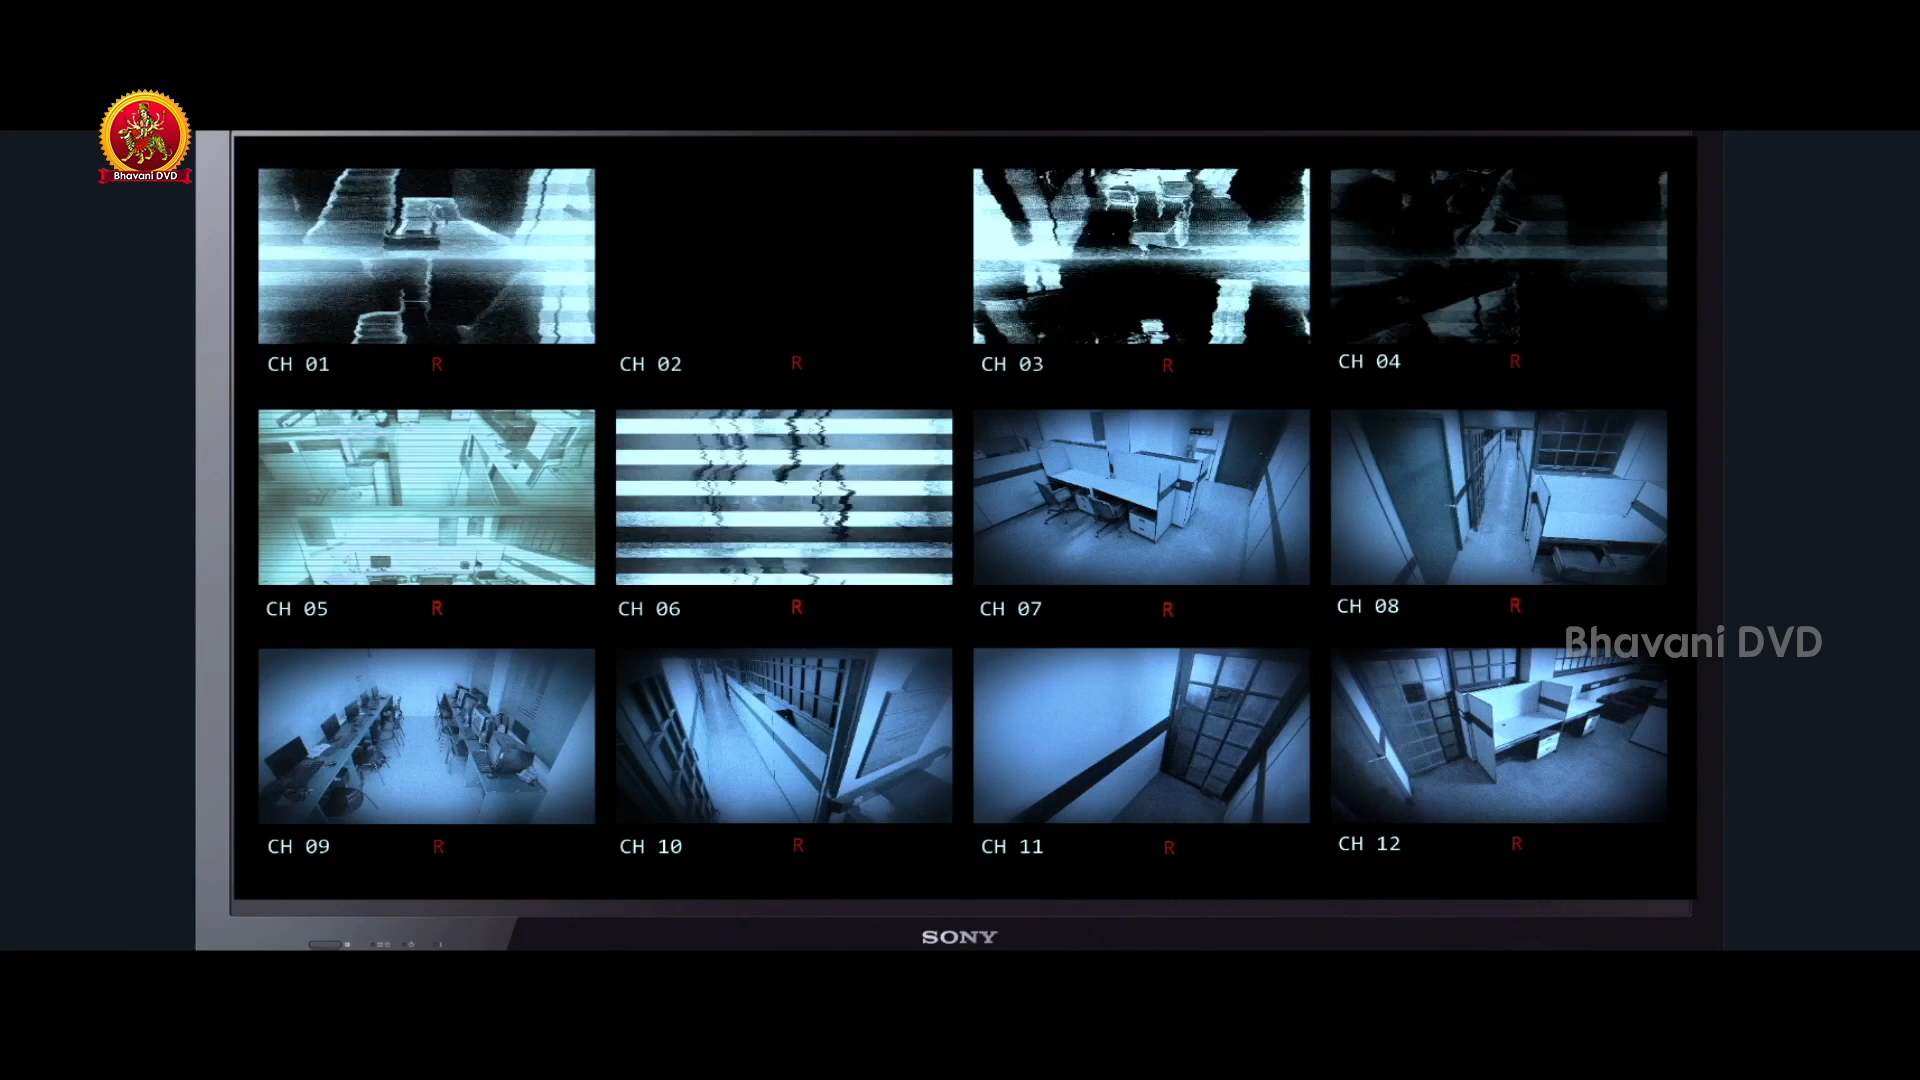 Bhavani DVD
CH 01 R
CH 02 R
CH 03 R
CH 04 R
CH 05 R
CH 06 R
CH 07 R
CH 08 R
Bhavani DVD
CH 09 R
CH 10 R
CH 11 R
CH 12 R
SONY